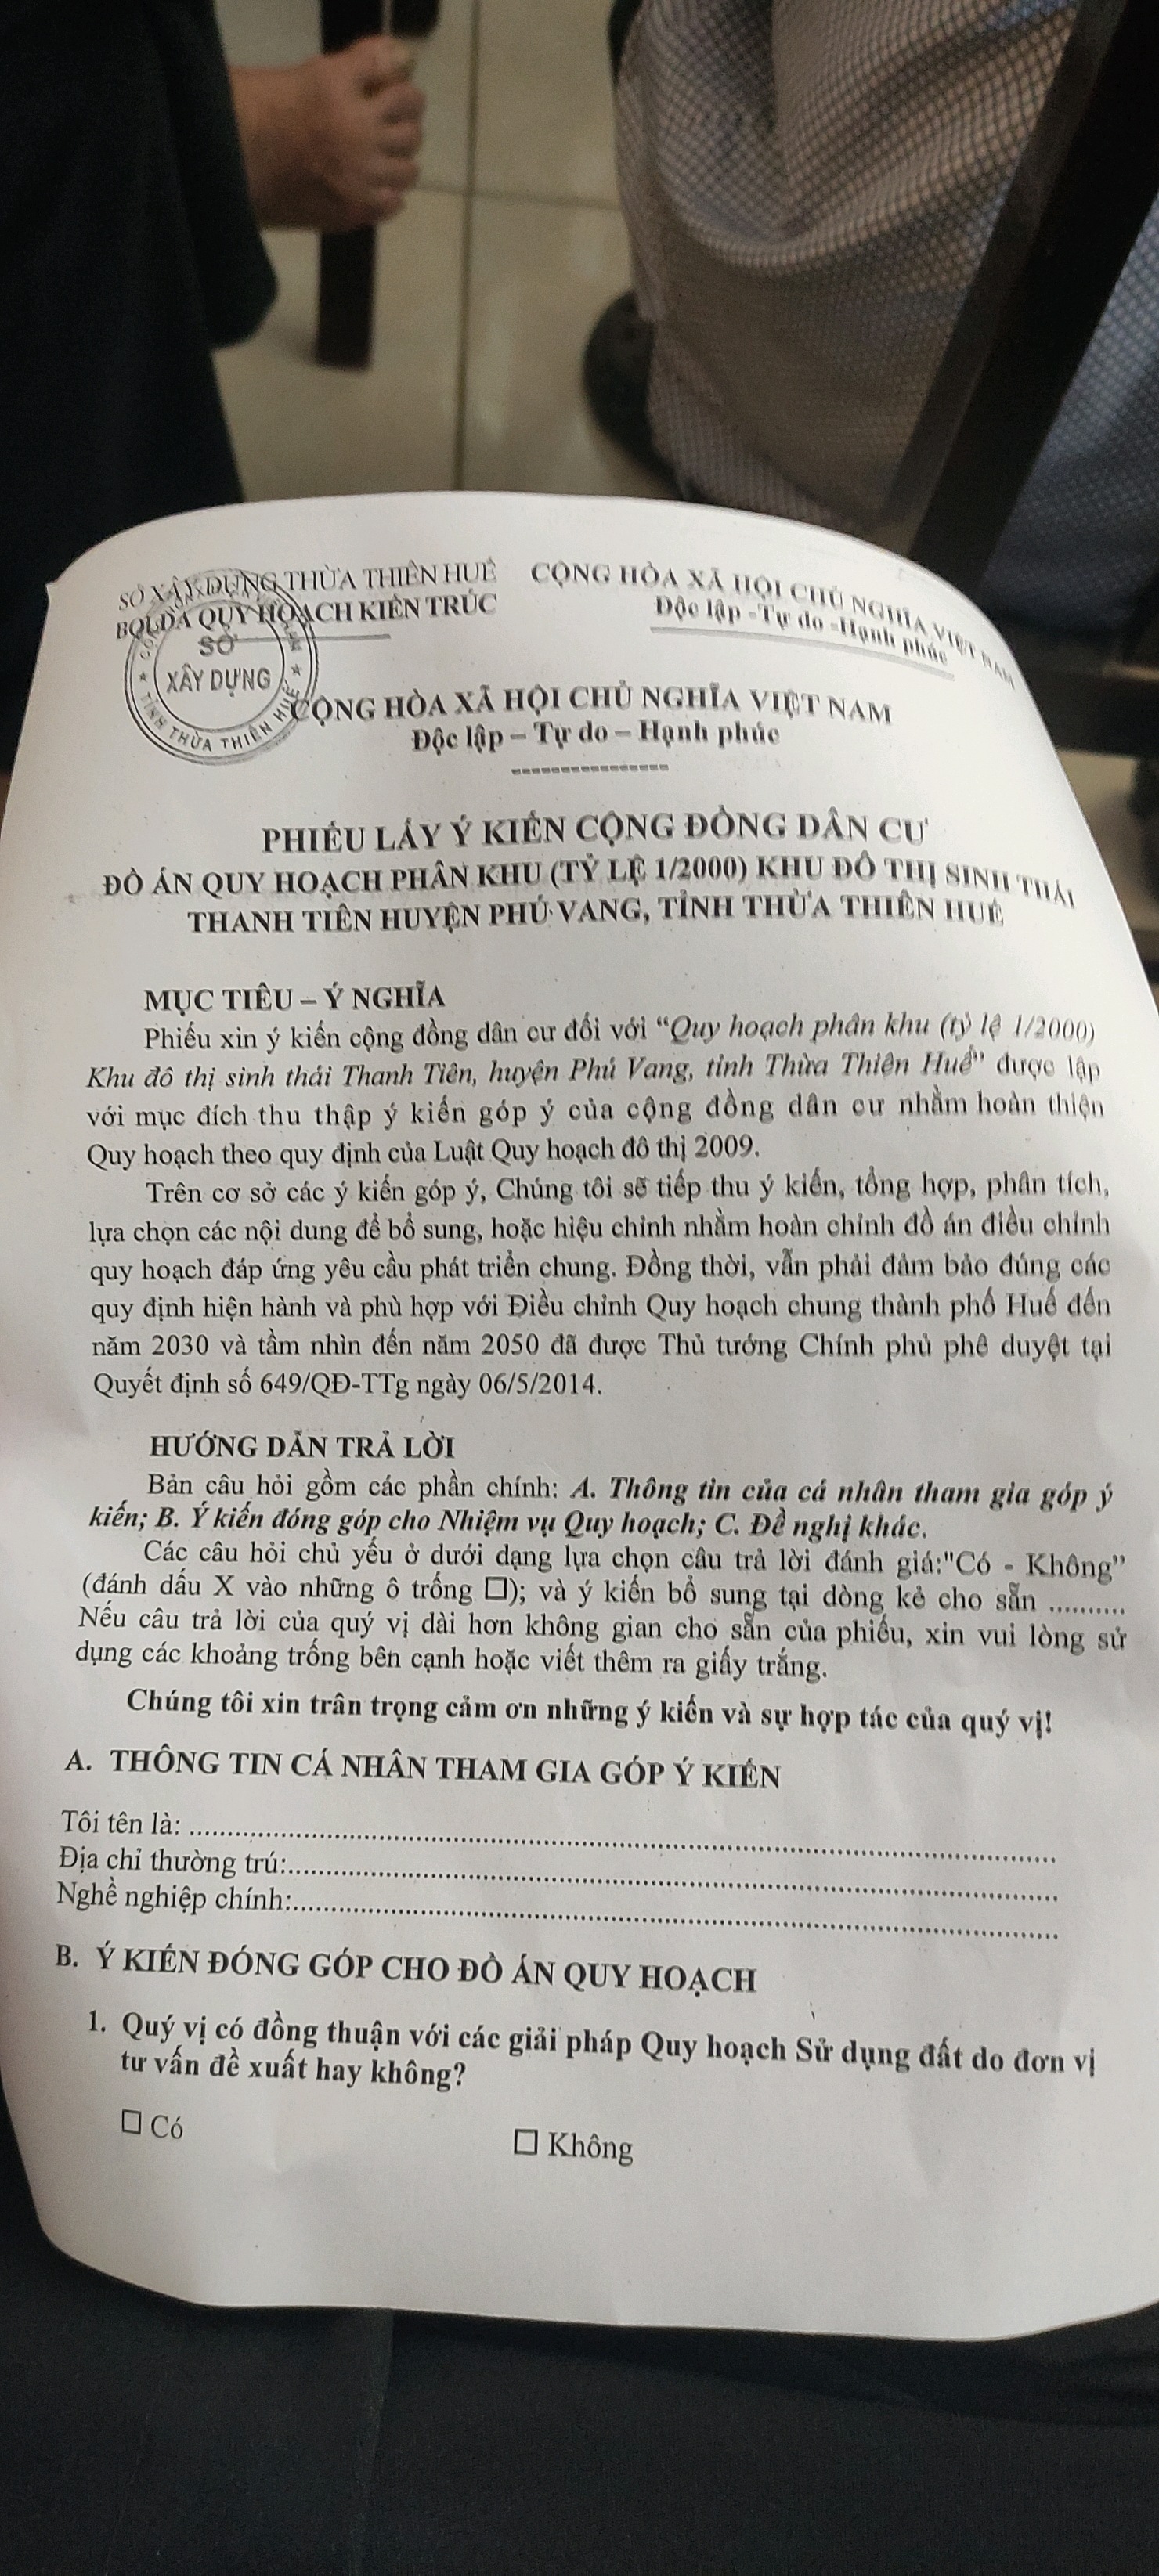 SỞ XÂY DỰNG THỪA THIÊN HUẾ
BQLDA QUY HOẠCH KIẾN TRÚC
CỘNG HÒA XÃ HỘI CHỦ NGHĨA VIỆT NAM
Độc lập -Tự do -Hạnh phúc
SỞ
XÂY DỰNG
TỈNH THỪA THIÊN HUẾ
CỘNG HÒA XÃ HỘI CHỦ NGHĨA VIỆT NAM
Độc lập – Tự do – Hạnh phúc
----------------
PHIẾU LẤY Ý KIẾN CỘNG ĐỒNG DÂN CƯ
ĐỒ ÁN QUY HOẠCH PHÂN KHU (TỶ LỆ 1/2000) KHU ĐÔ THỊ SINH THÁI
THANH TIÊN HUYỆN PHÚ VANG, TỈNH THỪA THIÊN HUẾ
MỤC TIÊU – Ý NGHĨA
Phiếu xin ý kiến cộng đồng dân cư đối với “Quy hoạch phân khu (tỷ lệ 1/2000)
Khu đô thị sinh thái Thanh Tiên, huyện Phú Vang, tỉnh Thừa Thiên Huế” được lập
với mục đích thu thập ý kiến góp ý của cộng đồng dân cư nhằm hoàn thiện
Quy hoạch theo quy định của Luật Quy hoạch đô thị 2009.
Trên cơ sở các ý kiến góp ý, Chúng tôi sẽ tiếp thu ý kiến, tổng hợp, phân tích,
lựa chọn các nội dung để bổ sung, hoặc hiệu chỉnh nhằm hoàn chỉnh đồ án điều chỉnh
quy hoạch đáp ứng yêu cầu phát triển chung. Đồng thời, vẫn phải đảm bảo đúng các
quy định hiện hành và phù hợp với Điều chỉnh Quy hoạch chung thành phố Huế đến
năm 2030 và tầm nhìn đến năm 2050 đã được Thủ tướng Chính phủ phê duyệt tại
Quyết định số 649/QĐ-TTg ngày 06/5/2014.
HƯỚNG DẪN TRẢ LỜI
Bản câu hỏi gồm các phần chính: A. Thông tin của cá nhân tham gia góp ý
kiến; B. Ý kiến đóng góp cho Nhiệm vụ Quy hoạch; C. Đề nghị khác.
Các câu hỏi chủ yếu ở dưới dạng lựa chọn câu trả lời đánh giá:"Có - Không”
(đánh dấu X vào những ô trống ☐); và ý kiến bổ sung tại dòng kẻ cho sẵn ..........
Nếu câu trả lời của quý vị dài hơn không gian cho sẵn của phiếu, xin vui lòng sử
dụng các khoảng trống bên cạnh hoặc viết thêm ra giấy trắng.
Chúng tôi xin trân trọng cảm ơn những ý kiến và sự hợp tác của quý vị!
A. THÔNG TIN CÁ NHÂN THAM GIA GÓP Ý KIẾN
Tôi tên là: ..........
Địa chỉ thường trú:..........
Nghề nghiệp chính:..........
B. Ý KIẾN ĐÓNG GÓP CHO ĐỒ ÁN QUY HOẠCH
1. Quý vị có đồng thuận với các giải pháp Quy hoạch Sử dụng đất do đơn vị
tư vấn đề xuất hay không?
☐ Có ☐ Không